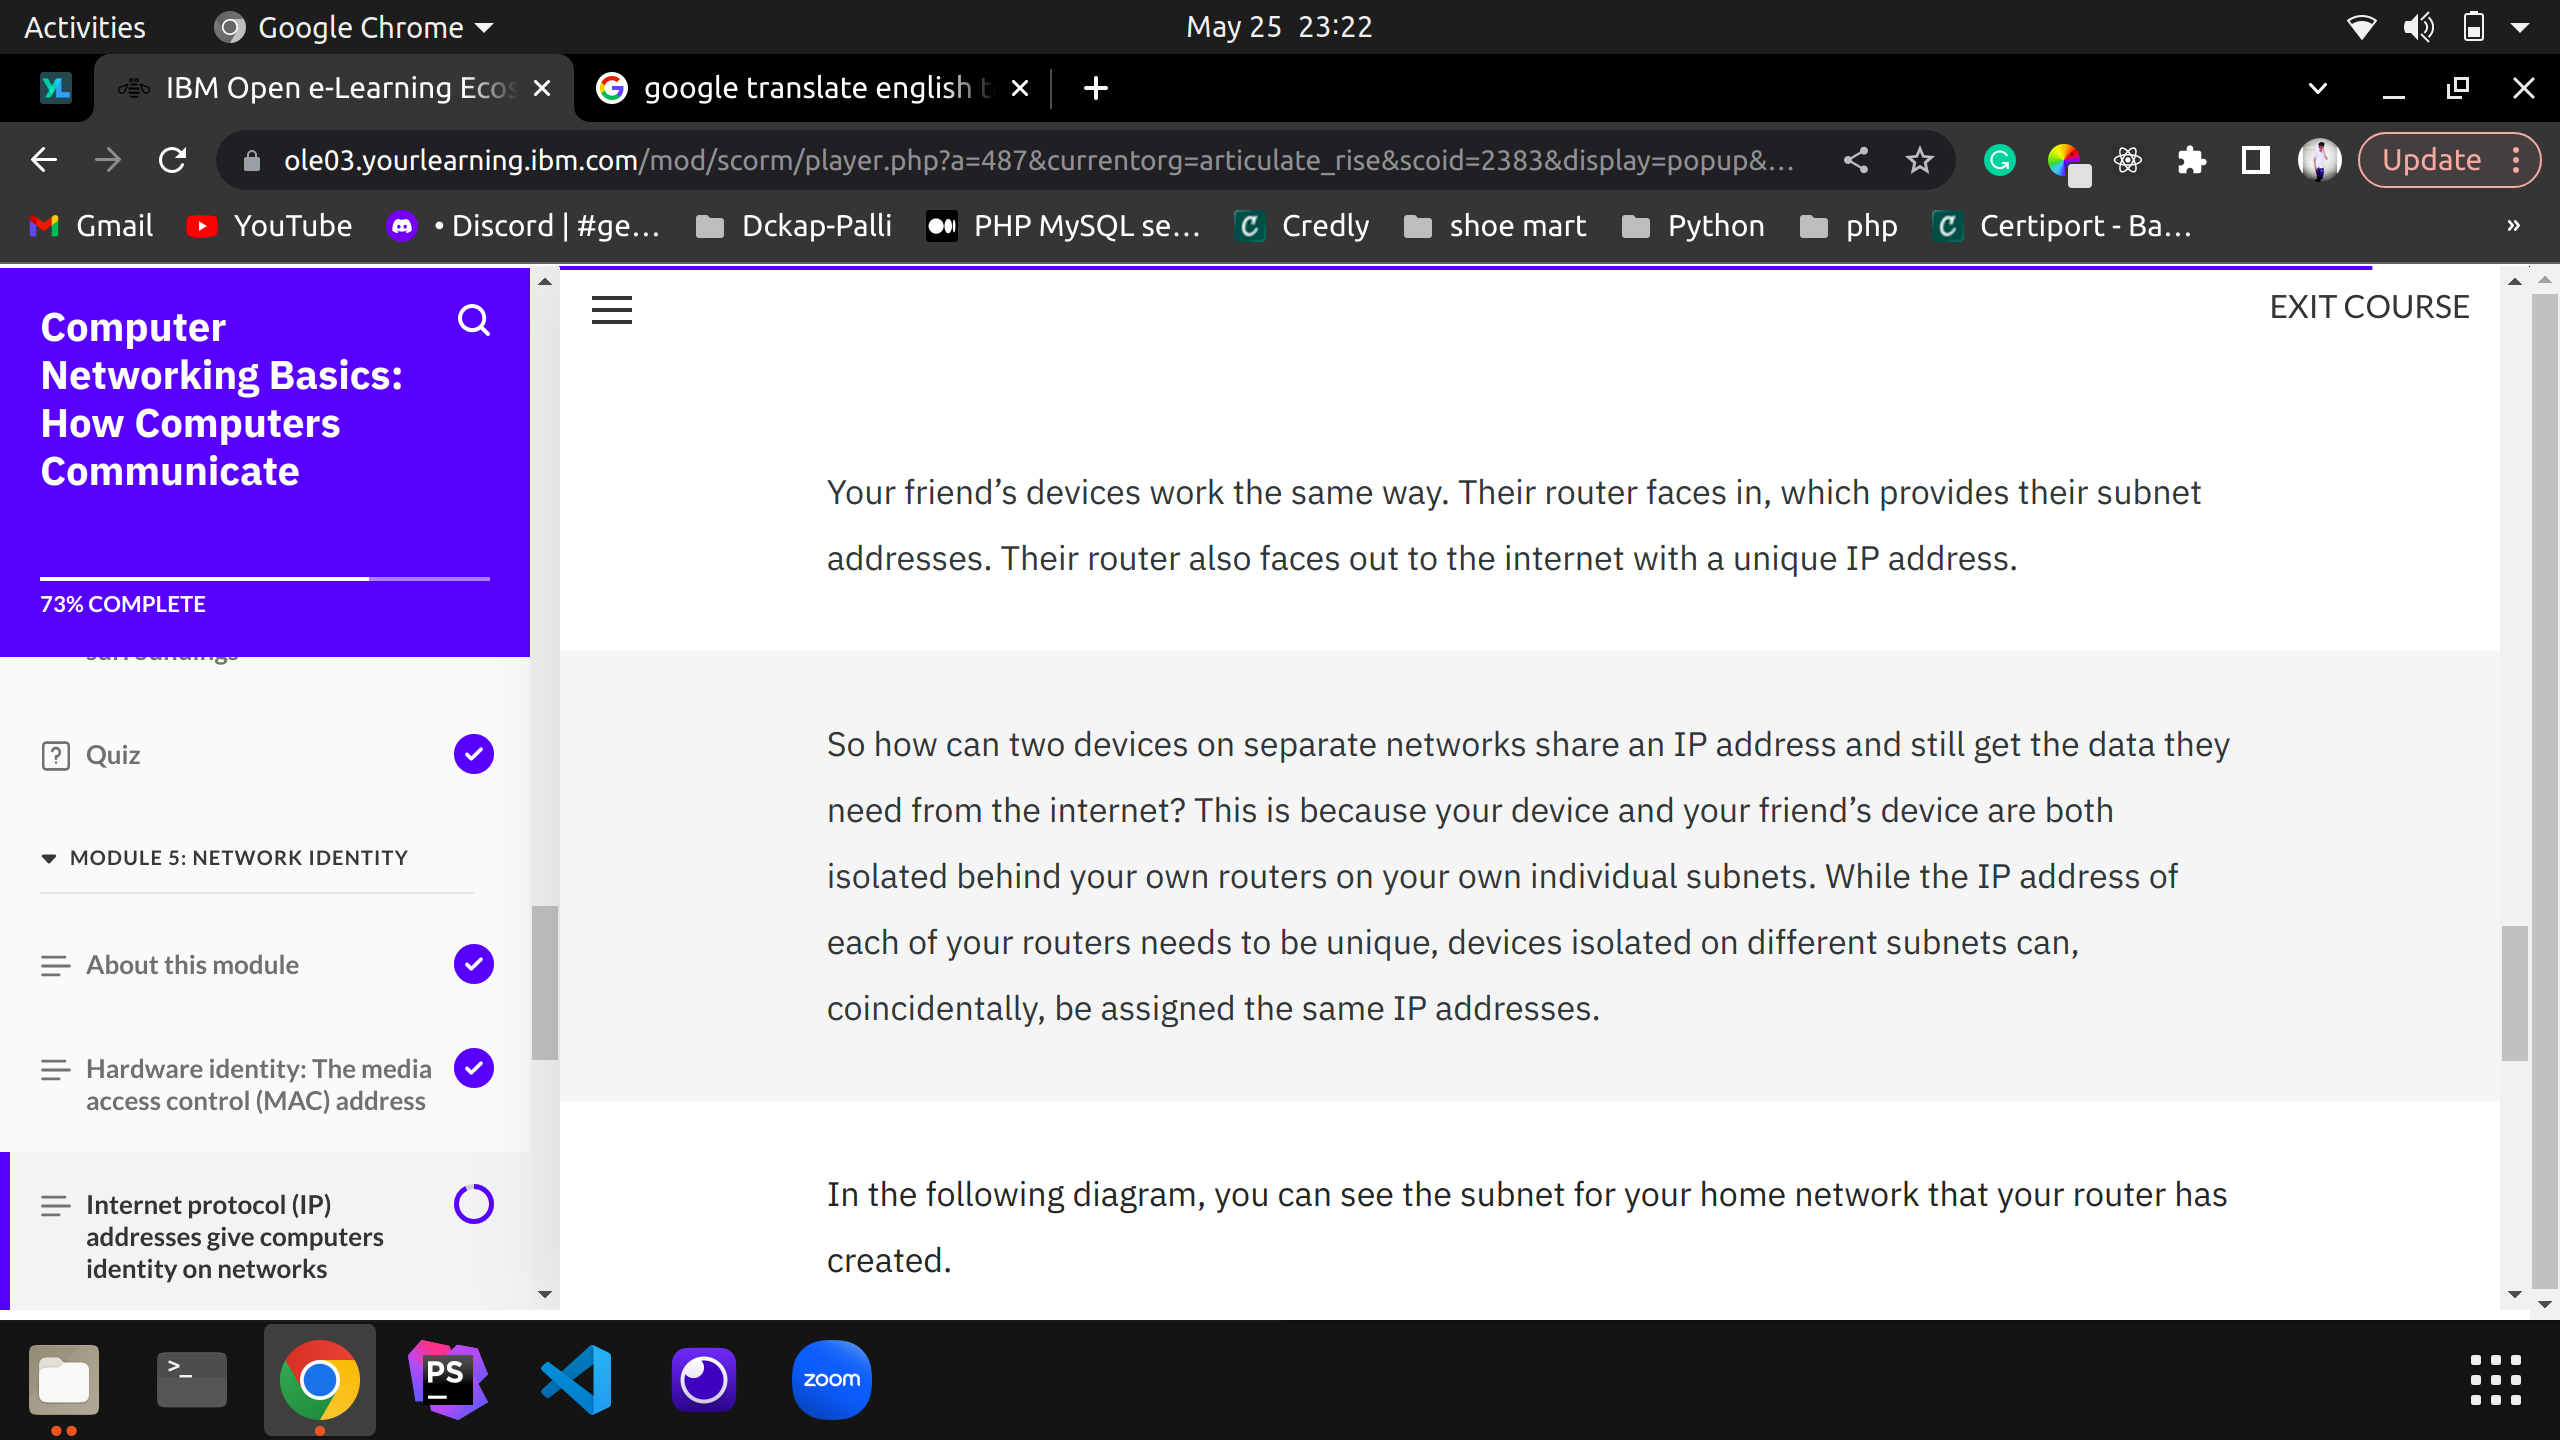 Activities
Google Chrome
May 25 23:22
YL
IBM Open e-Learning Ecos
google translate english t
ole03.yourlearning.ibm.com/mod/scorm/player.php?a=487&currentorg=articulate_rise&scoid=2383&display=popup&...
Update
Gmail
YouTube
• Discord | #ge...
Dckap-Palli
PHP MySQL se...
Credly
shoe mart
Python
php
Certiport - Ba...
»
Computer
Networking Basics:
How Computers
Communicate
73% COMPLETE
surroundings
Quiz
MODULE 5: NETWORK IDENTITY
About this module
Hardware identity: The media
access control (MAC) address
Internet protocol (IP)
addresses give computers
identity on networks
EXIT COURSE
Your friend’s devices work the same way. Their router faces in, which provides their subnet
addresses. Their router also faces out to the internet with a unique IP address.
So how can two devices on separate networks share an IP address and still get the data they
need from the internet? This is because your device and your friend’s device are both
isolated behind your own routers on your own individual subnets. While the IP address of
each of your routers needs to be unique, devices isolated on different subnets can,
coincidentally, be assigned the same IP addresses.
In the following diagram, you can see the subnet for your home network that your router has
created.
>_
PS
zoom